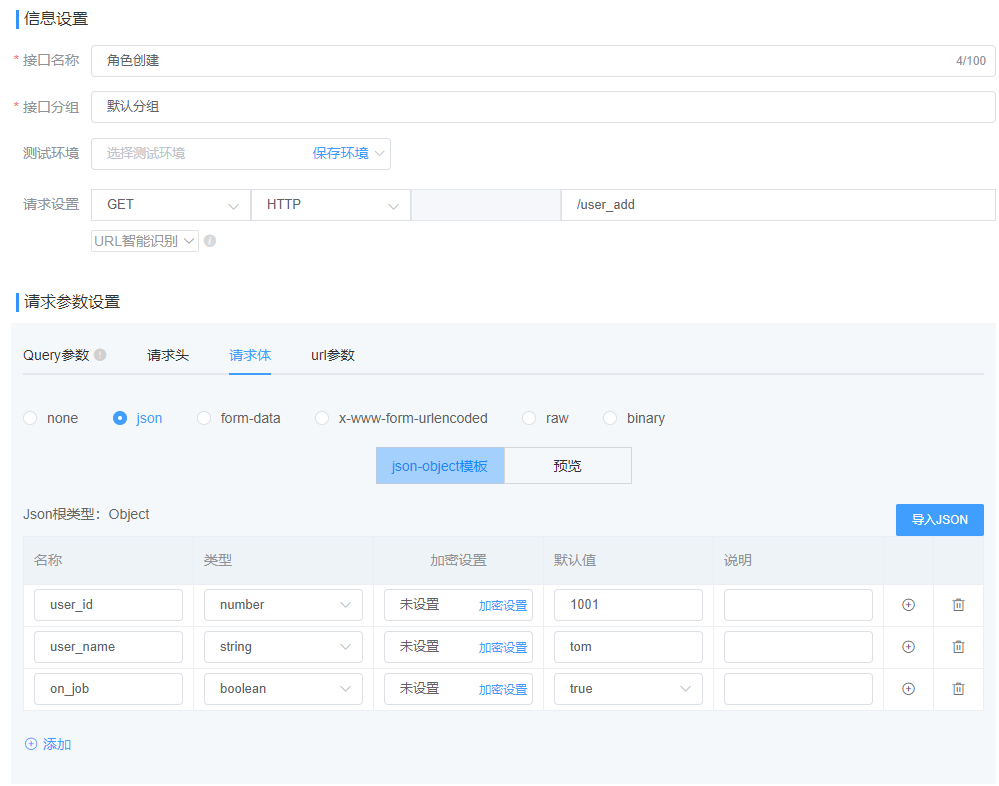 信息设置
* 接口名称 角色创建 4/100
* 接口分组 默认分组
测试环境 选择测试环境 保存环境
请求设置 GET HTTP /user_add
URL智能识别
请求参数设置
Query参数 请求头 请求体 url参数
none json form-data x-www-form-urlencoded raw binary
json-object模板 预览
Json根类型：Object 导入JSON
名称 类型 加密设置 默认值 说明
user_id number 未设置 加密设置 1001
user_name string 未设置 加密设置 tom
on_job boolean 未设置 加密设置 true
添加